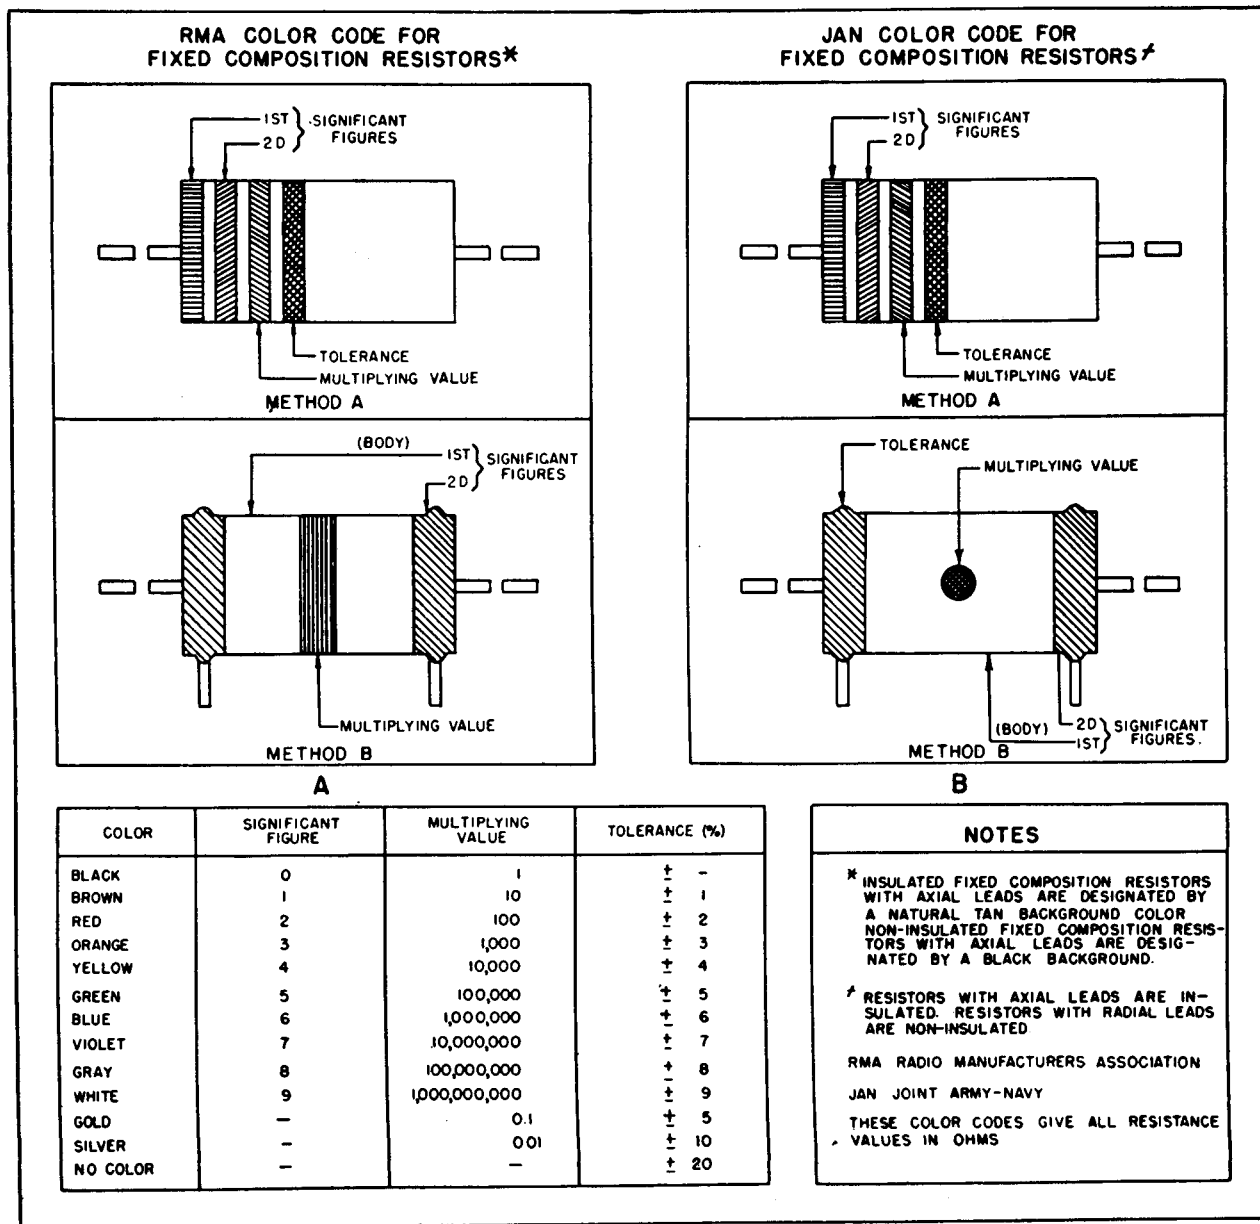 RMA COLOR CODE FOR
FIXED COMPOSITION RESISTORS*
1ST } SIGNIFICANT
2D } FIGURES
TOLERANCE
MULTIPLYING VALUE
METHOD A
(BODY)
1ST } SIGNIFICANT
2D } FIGURES
MULTIPLYING VALUE
METHOD B
A
JAN COLOR CODE FOR
FIXED COMPOSITION RESISTORS⌿
1ST } SIGNIFICANT
2D } FIGURES
TOLERANCE
MULTIPLYING VALUE
METHOD A
TOLERANCE
MULTIPLYING VALUE
(BODY) 2D } SIGNIFICANT
1ST } FIGURES.
METHOD B
B
COLOR SIGNIFICANT FIGURE MULTIPLYING VALUE TOLERANCE (%)
BLACK 0 1 ± -
BROWN 1 10 ± 1
RED 2 100 ± 2
ORANGE 3 1,000 ± 3
YELLOW 4 10,000 ± 4
GREEN 5 100,000 ± 5
BLUE 6 1,000,000 ± 6
VIOLET 7 10,000,000 ± 7
GRAY 8 100,000,000 ± 8
WHITE 9 1,000,000,000 ± 9
GOLD — 0.1 ± 5
SILVER — 0.01 ± 10
NO COLOR — — ± 20
NOTES
* INSULATED FIXED COMPOSITION RESISTORS
WITH AXIAL LEADS ARE DESIGNATED BY
A NATURAL TAN BACKGROUND COLOR
NON-INSULATED FIXED COMPOSITION RESIS-
TORS WITH AXIAL LEADS ARE DESIG-
NATED BY A BLACK BACKGROUND.
⌿ RESISTORS WITH AXIAL LEADS ARE IN-
SULATED. RESISTORS WITH RADIAL LEADS
ARE NON-INSULATED
RMA RADIO MANUFACTURERS ASSOCIATION
JAN JOINT ARMY-NAVY
THESE COLOR CODES GIVE ALL RESISTANCE
VALUES IN OHMS